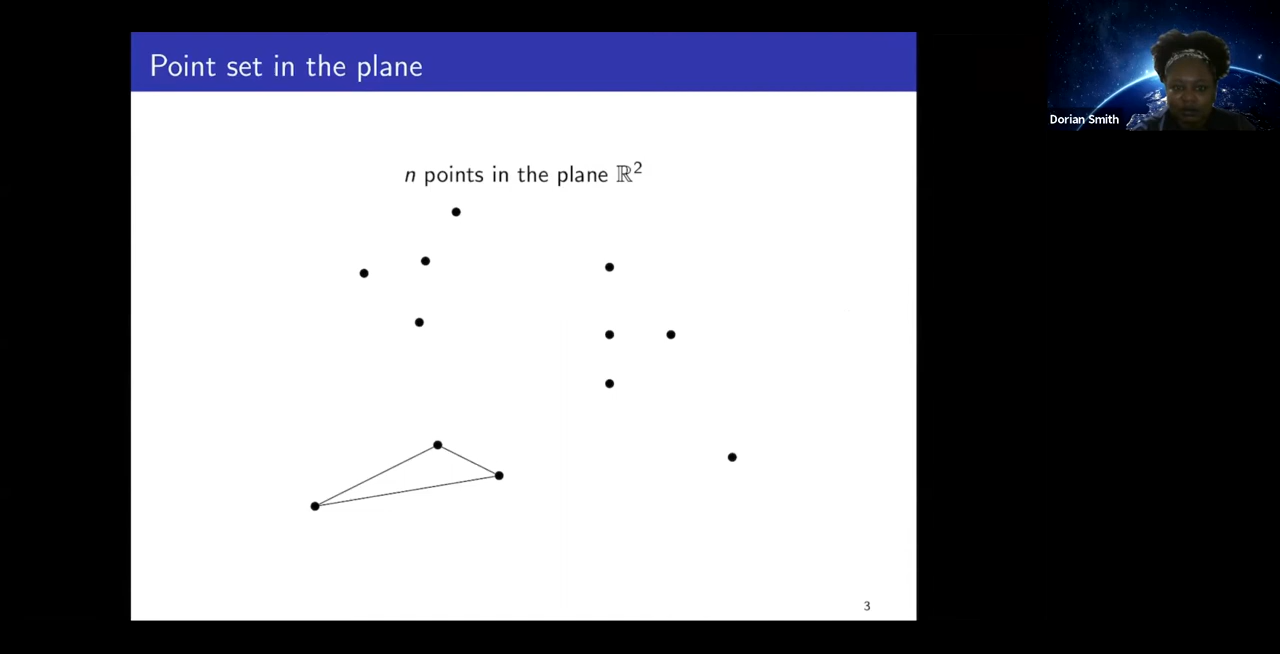 Point set in the plane
n points in the plane ℝ²
3
Dorian Smith